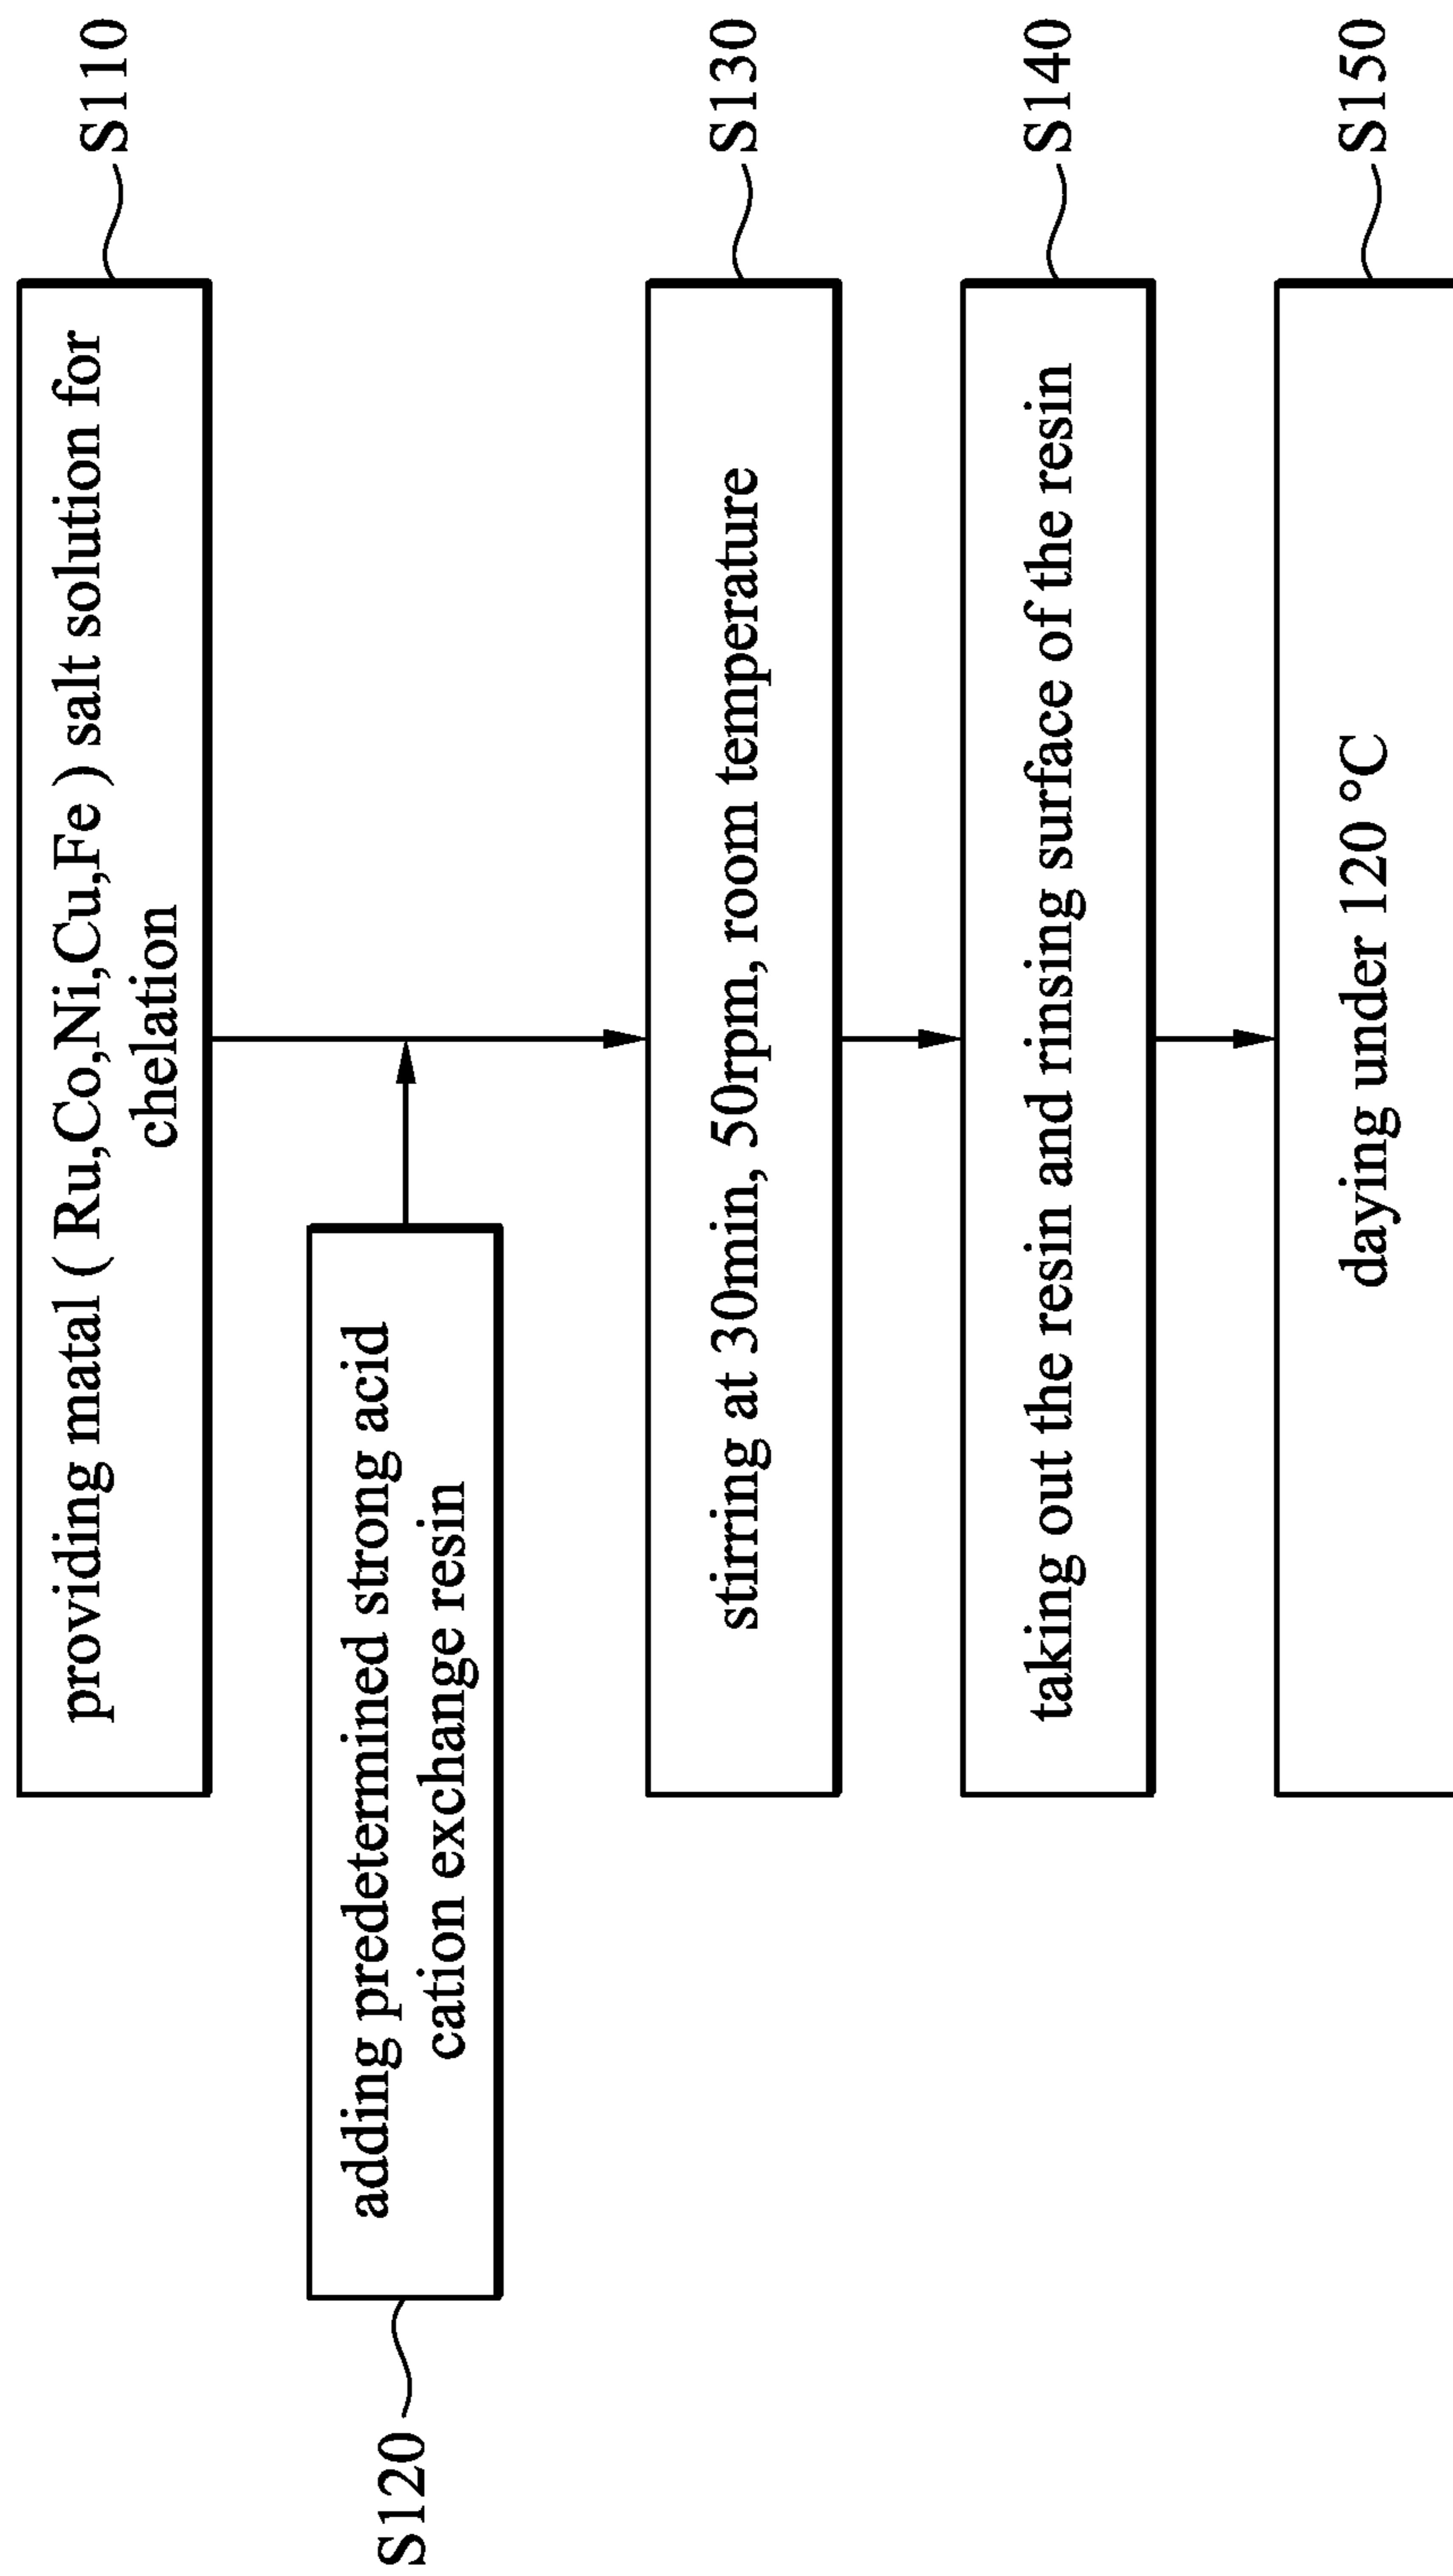 providing matal ( Ru,Co,Ni,Cu,Fe ) salt solution for
chelation
S110
adding predetermined strong acid
cation exchange resin
S120
stirring at 30min, 50rpm, room temperature
S130
taking out the resin and rinsing surface of the resin
S140
daying under 120 °C
S150